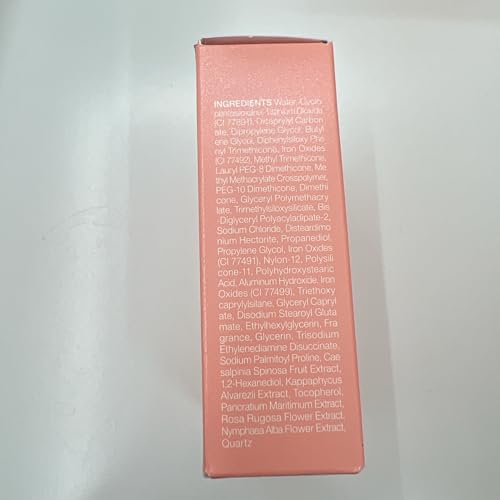 INGREDIENTS Water, Cyclo
pentasiloxane, Titanium Dioxide
(CI 77891), Dicaprylyl Carbon
ate, Dipropylene Glycol, Butyl
ene Glycol, Diphenylsiloxy Phe
nyl Trimethicone, Iron Oxides
(CI 77492), Methyl Trimethicone,
Lauryl PEG-8 Dimethicone, Me
thyl Methacrylate Crosspolymer,
PEG-10 Dimethicone, Dimethi
cone, Glyceryl Polymethacry
late, Trimethylsiloxysilicate, Bis
-Diglyceryl Polyacyladipate-2,
Sodium Chloride, Disteardimo
nium Hectorite, Propanediol,
Propylene Glycol, Iron Oxides
(CI 77491), Nylon-12, Polysili
cone-11, Polyhydroxystearic
Acid, Aluminum Hydroxide, Iron
Oxides (CI 77499), Triethoxy
caprylylsilane, Glyceryl Capryl
ate, Disodium Stearoyl Gluta
mate, Ethylhexylglycerin, Fra
grance, Glycerin, Trisodium
Ethylenediamine Disuccinate,
Sodium Palmitoyl Proline, Cae
salpinia Spinosa Fruit Extract,
1,2-Hexanediol, Kappaphycus
Alvarezii Extract, Tocopherol,
Pancratium Maritimum Extract,
Rosa Rugosa Flower Extract,
Nymphaea Alba Flower Extract,
Quartz